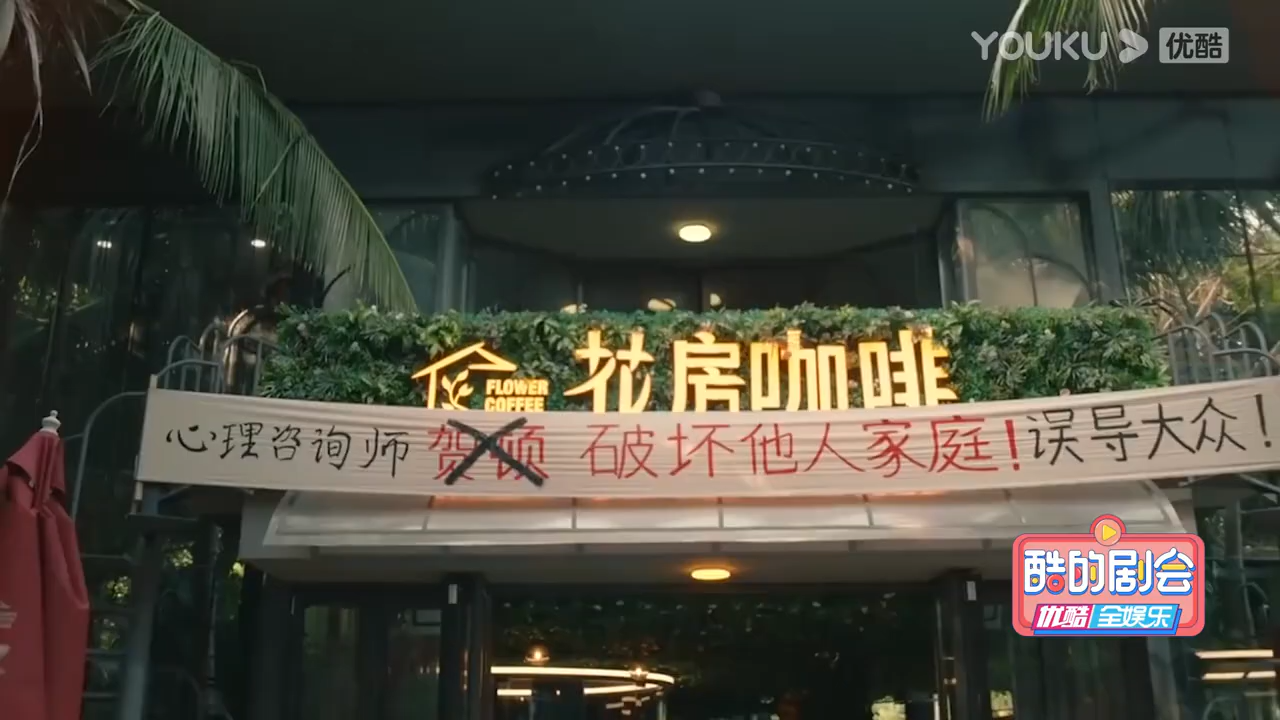 YOUKU 优酷
FLOWER
COFFEE
花房咖啡
心理咨询师 贺顿 破坏他人家庭！误导大众！
酷的剧会
优酷 全娱乐